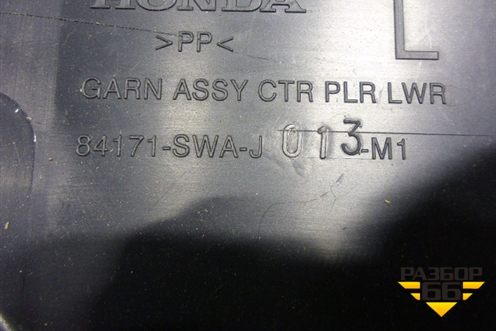 HONDA
>PP<
L
GARN ASSY CTR PLR LWR
84171-SWA-J 013-M1
РАЗБОР
66